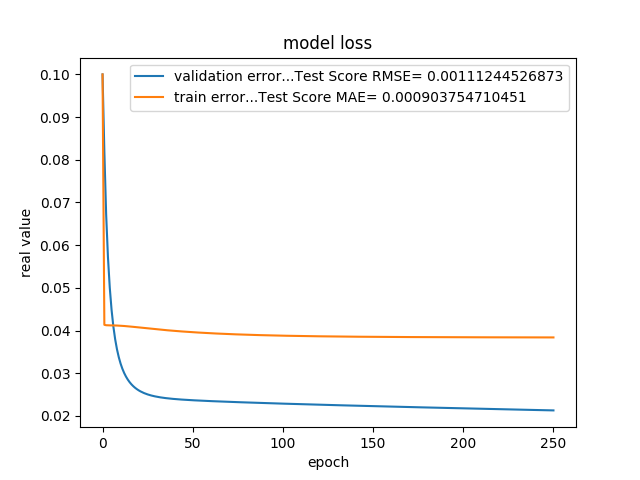 model loss
validation error...Test Score RMSE= 0.00111244526873
train error...Test Score MAE= 0.000903754710451
real value
0.10
0.09
0.08
0.07
0.06
0.05
0.04
0.03
0.02
0 50 100 150 200 250
epoch